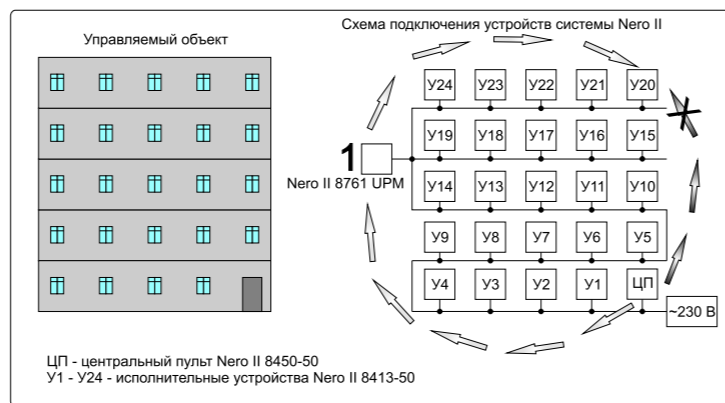 Схема подключения устройств системы Nero II
Управляемый объект
У24 У23 У22 У21 У20
У19 У18 У17 У16 У15
1
Nero II 8761 UPM
У14 У13 У12 У11 У10
У9 У8 У7 У6 У5
У4 У3 У2 У1 ЦП
~230 В
ЦП - центральный пульт Nero II 8450-50
У1 - У24 - исполнительные устройства Nero II 8413-50